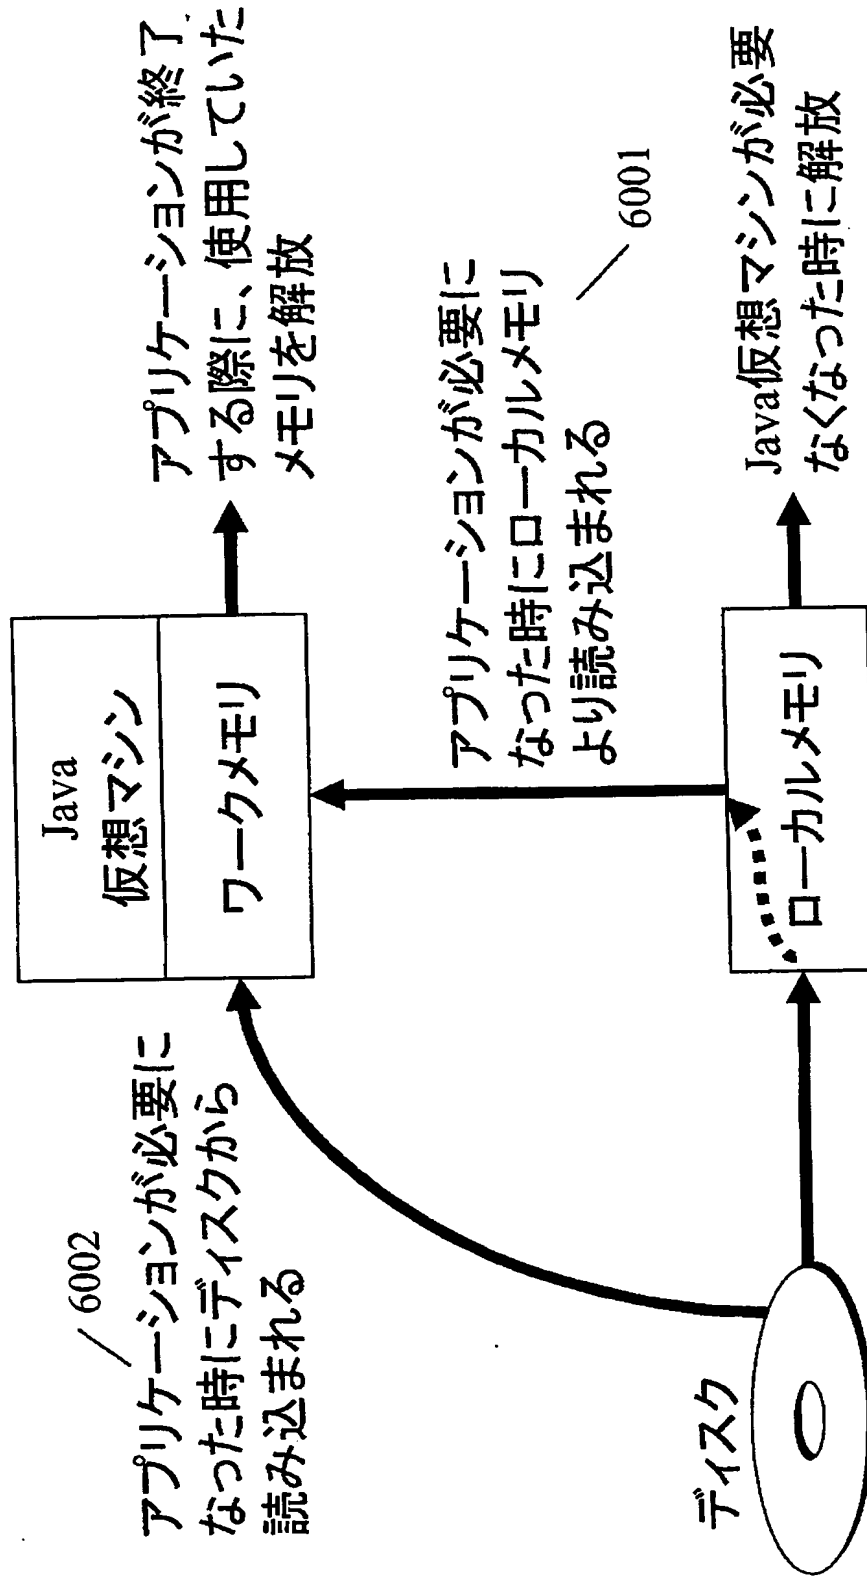 6002
アプリケーションが必要に
なった時にディスクから
読み込まれる
Java
仮想マシン
ワークメモリ
アプリケーションが終了
する際に、使用していた
メモリを解放
アプリケーションが必要に
なった時にローカルメモリ
より読み込まれる
6001
ディスク
ローカルメモリ
Java仮想マシンが必要
なくなった時に解放